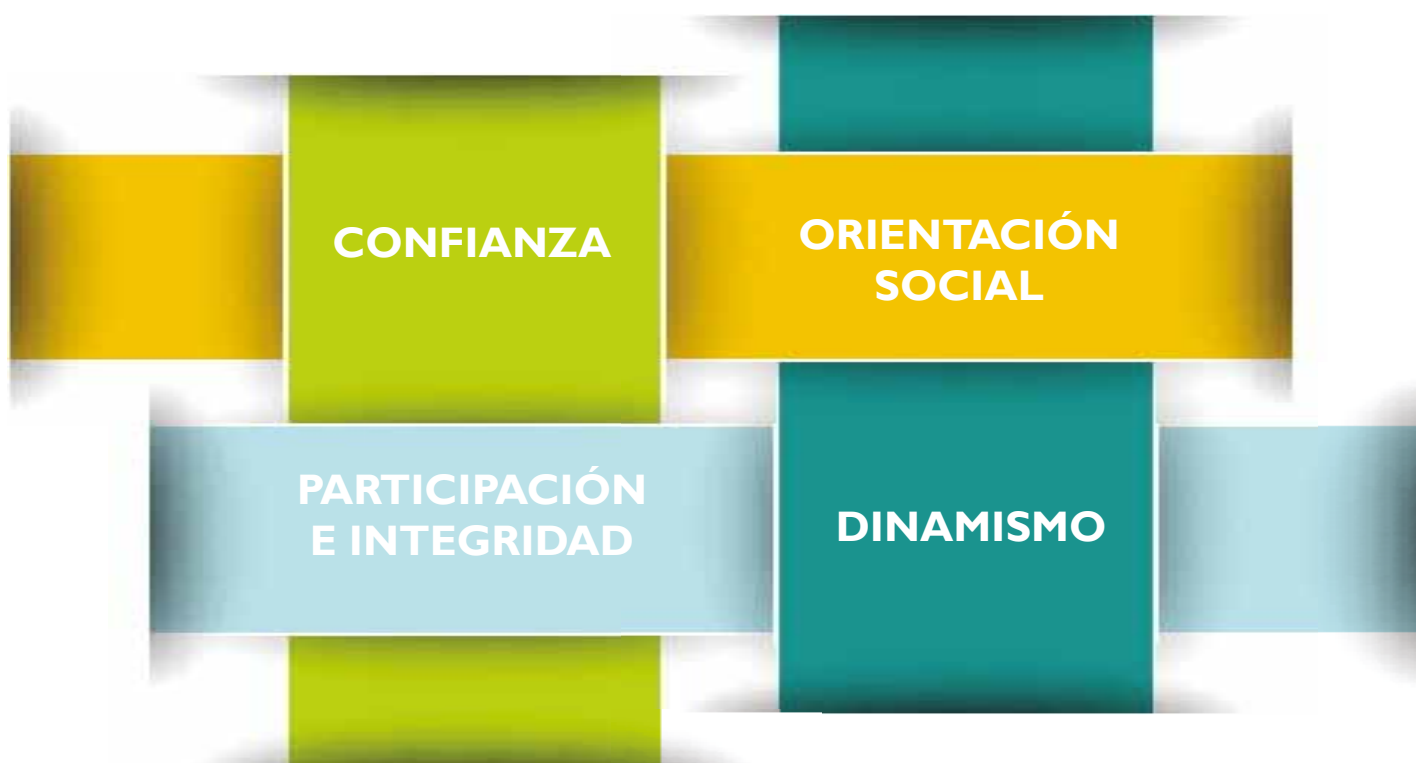 CONFIANZA
ORIENTACIÓN
SOCIAL
PARTICIPACIÓN
E INTEGRIDAD
DINAMISMO